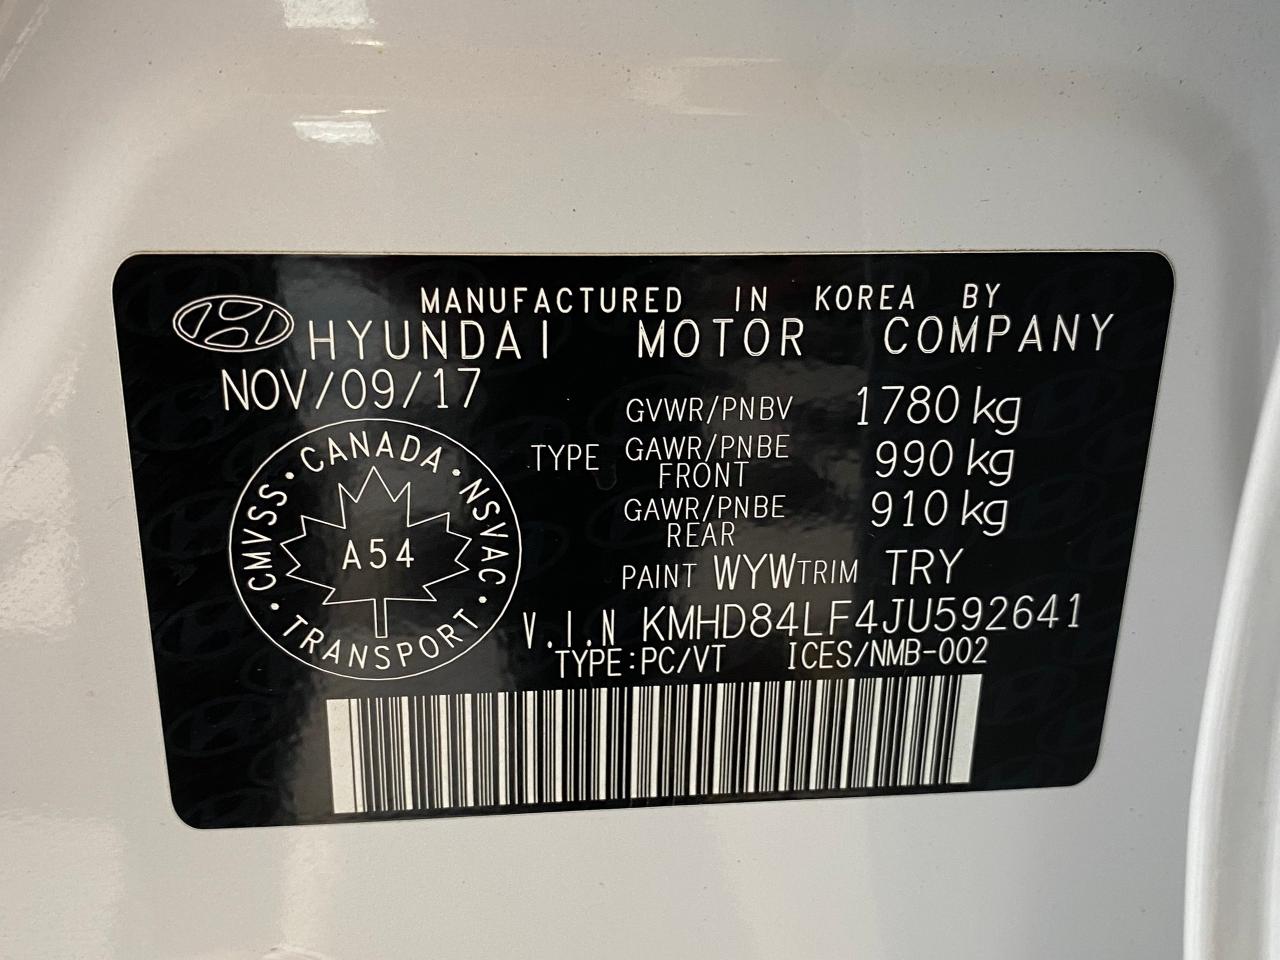 MANUFACTURED IN KOREA BY
HYUNDAI MOTOR COMPANY
NOV/09/17
GVWR/PNBV 1780 kg
TYPE GAWR/PNBE FRONT 990 kg
GAWR/PNBE REAR 910 kg
PAINT WYW TRIM TRY
V.I.N KMHD84LF4JU592641
TYPE:PC/VT ICES/NMB-002
CMVSS · CANADA · NSVAC · TRANSPORT ·
A54